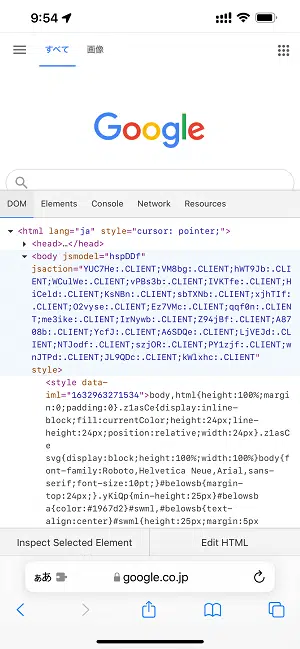 9:54
すべて 画像
Google
DOM Elements Console Network Resources
<html lang="ja" style="cursor: pointer;">
<head>…</head>
<body jsmodel="hspDDf"
jsaction="YUC7He:.CLIENT;VM8bg:.CLIENT;hWT9Jb:.CLIENT;WCulWe:.CLIENT;vPBs3b:.CLIENT;IVKTfe:.CLIENT;HiCeld:.CLIENT;KsNBn:.CLIENT;sbTXNb:.CLIENT;xjhTIf:.CLIENT;O2vyse:.CLIENT;Ez7VMc:.CLIENT;qqf0n:.CLIENT;me3ike:.CLIENT;IrNywb:.CLIENT;Z94jBf:.CLIENT;A8708b:.CLIENT;YcfJ:.CLIENT;A6SDQe:.CLIENT;LjVEJd:.CLIENT;NTJodf:.CLIENT;szjOR:.CLIENT;PY1zjf:.CLIENT;wnJTPd:.CLIENT;JL9QDc:.CLIENT;kWlxhc:.CLIENT"
style>
<style data-
iml="1632963271534">body,html{height:100%;mar
gin:0;padding:0}.z1asCe{display:inline-
block;fill:currentColor;height:24px;line-
height:24px;position:relative;width:24px}.z1as
Ce
svg{display:block;height:100%;width:100%}body{f
ont-family:Roboto,Helvetica Neue,Arial,sans-
serif;font-size:10pt;}#belowsb{margin-
top:24px;}.yKiQp{min-height:25px}#belowsb
a{color:#1967d2}#swml,#belowsb{text-
align:center}#swml{height:25px;margin:5px
Inspect Selected Element Edit HTML
ぁあ google.co.jp